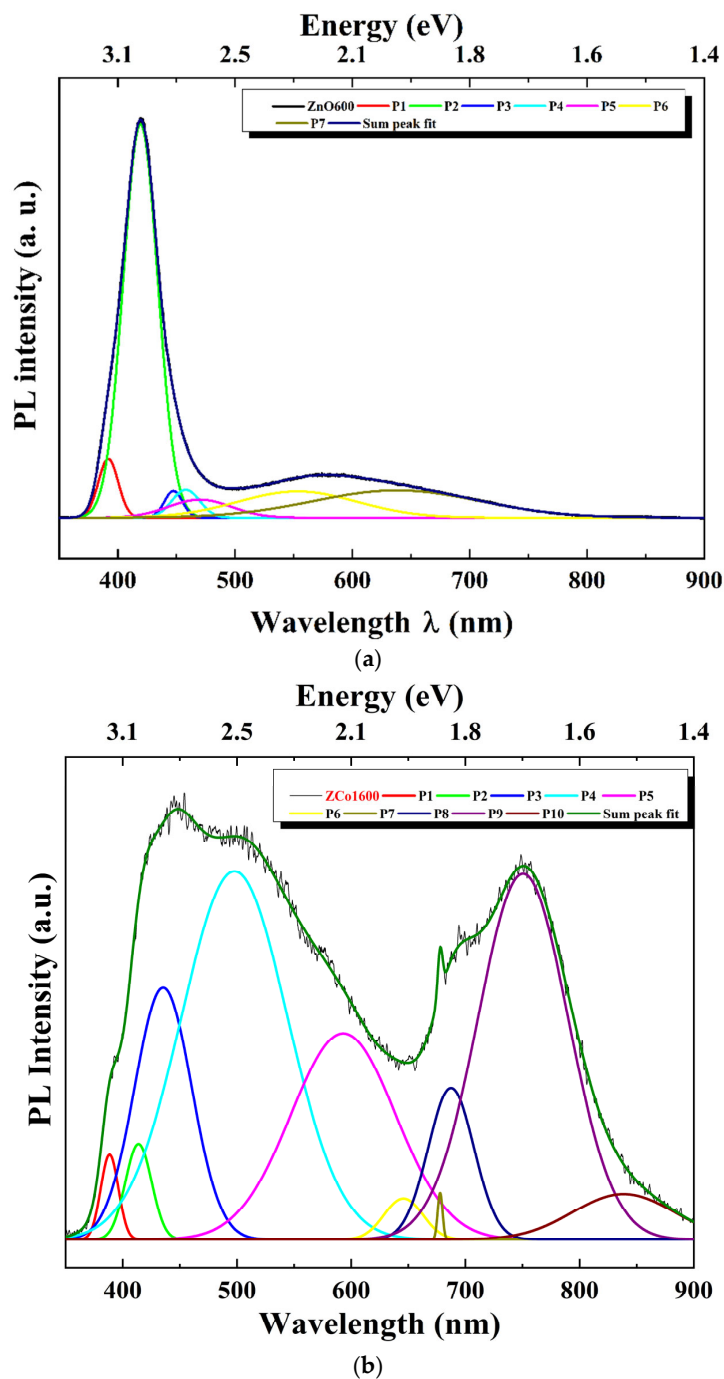 Energy (eV)
3.1 2.5 2.1 1.8 1.6 1.4
ZnO600 P1 P2 P3 P4 P5 P6
P7 Sum peak fit
PL intensity (a. u.)
400 500 600 700 800 900
Wavelength λ (nm)
(a)
Energy (eV)
3.1 2.5 2.1 1.8 1.6 1.4
ZCo1600 P1 P2 P3 P4 P5
P6 P7 P8 P9 P10 Sum peak fit
PL Intensity (a.u.)
400 500 600 700 800 900
Wavelength (nm)
(b)